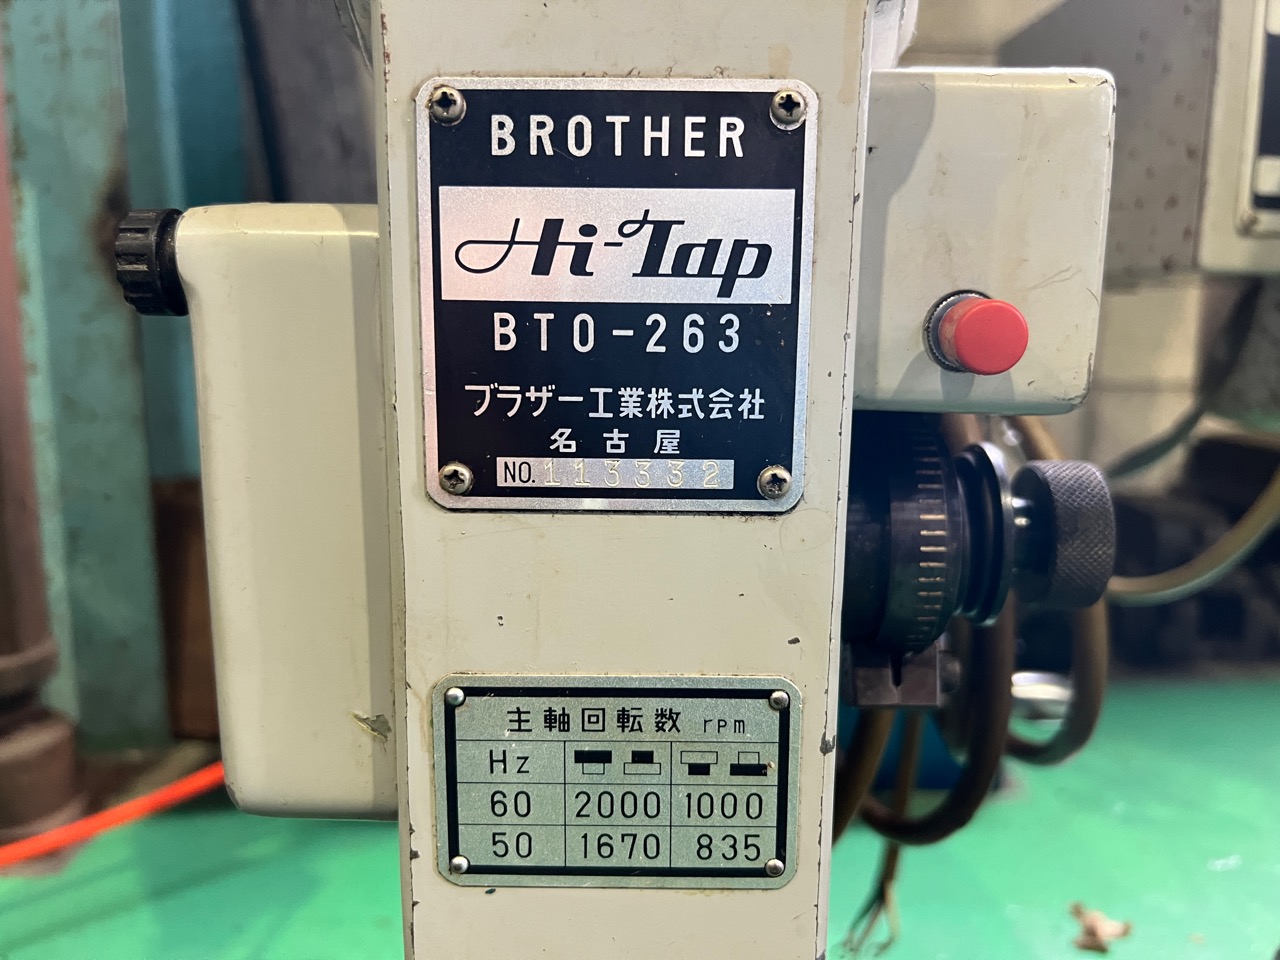 BROTHER
Hi-Tap
BTO-263
ブラザー工業株式会社
名古屋
NO. 113332
主軸回転数 rpm
Hz
60 2000 1000
50 1670 835